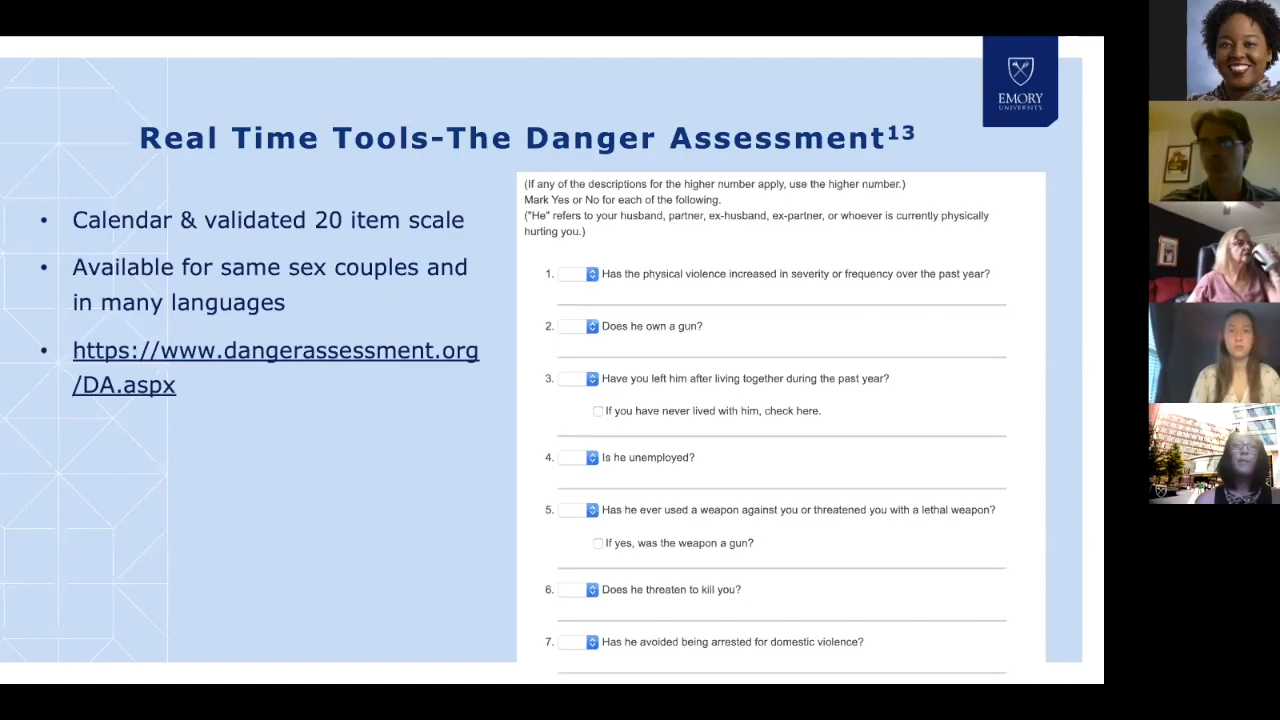 EMORY
UNIVERSITY
Real Time Tools-The Danger Assessment13
• Calendar & validated 20 item scale
• Available for same sex couples and
in many languages
• https://www.dangerassessment.org
/DA.aspx
(If any of the descriptions for the higher number apply, use the higher number.)
Mark Yes or No for each of the following.
("He" refers to your husband, partner, ex-husband, ex-partner, or whoever is currently physically
hurting you.)
1. Has the physical violence increased in severity or frequency over the past year?
2. Does he own a gun?
3. Have you left him after living together during the past year?
If you have never lived with him, check here.
4. Is he unemployed?
5. Has he ever used a weapon against you or threatened you with a lethal weapon?
If yes, was the weapon a gun?
6. Does he threaten to kill you?
7. Has he avoided being arrested for domestic violence?